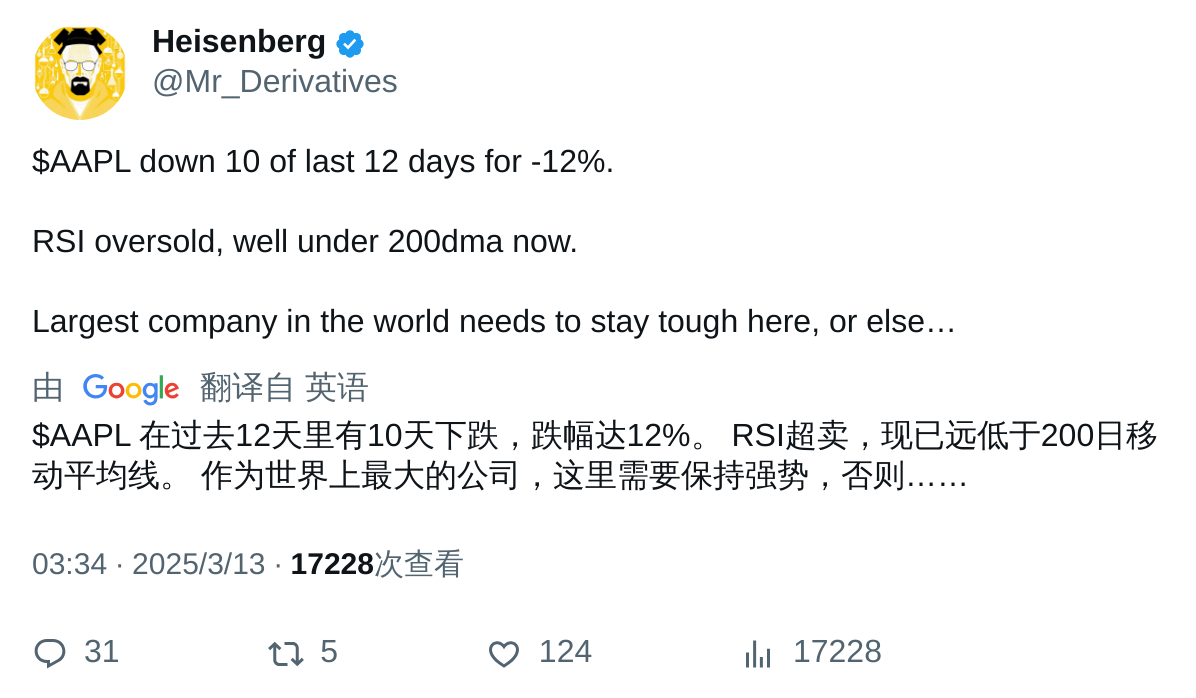 Heisenberg
@Mr_Derivatives
$AAPL down 10 of last 12 days for -12%.
RSI oversold, well under 200dma now.
Largest company in the world needs to stay tough here, or else…
由 Google 翻译自 英语
$AAPL 在过去12天里有10天下跌，跌幅达12%。 RSI超卖，现已远低于200日移
动平均线。 作为世界上最大的公司，这里需要保持强势，否则……
03:34 · 2025/3/13 · 17228次查看
31 5 124 17228